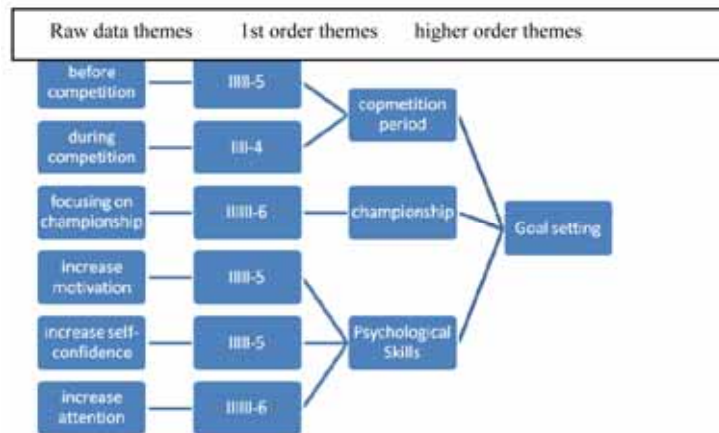 Raw data themes 1st order themes higher order themes
before
competition
IIIII-5
during
competition
IIII-4
copmetition
period
focusing on
championship
IIIIII-6
championship
Goal setting
increase
motivation
IIIII-5
increase self-
confidence
IIIII-5
Psychological
Skills
increase
attention
IIIIII-6